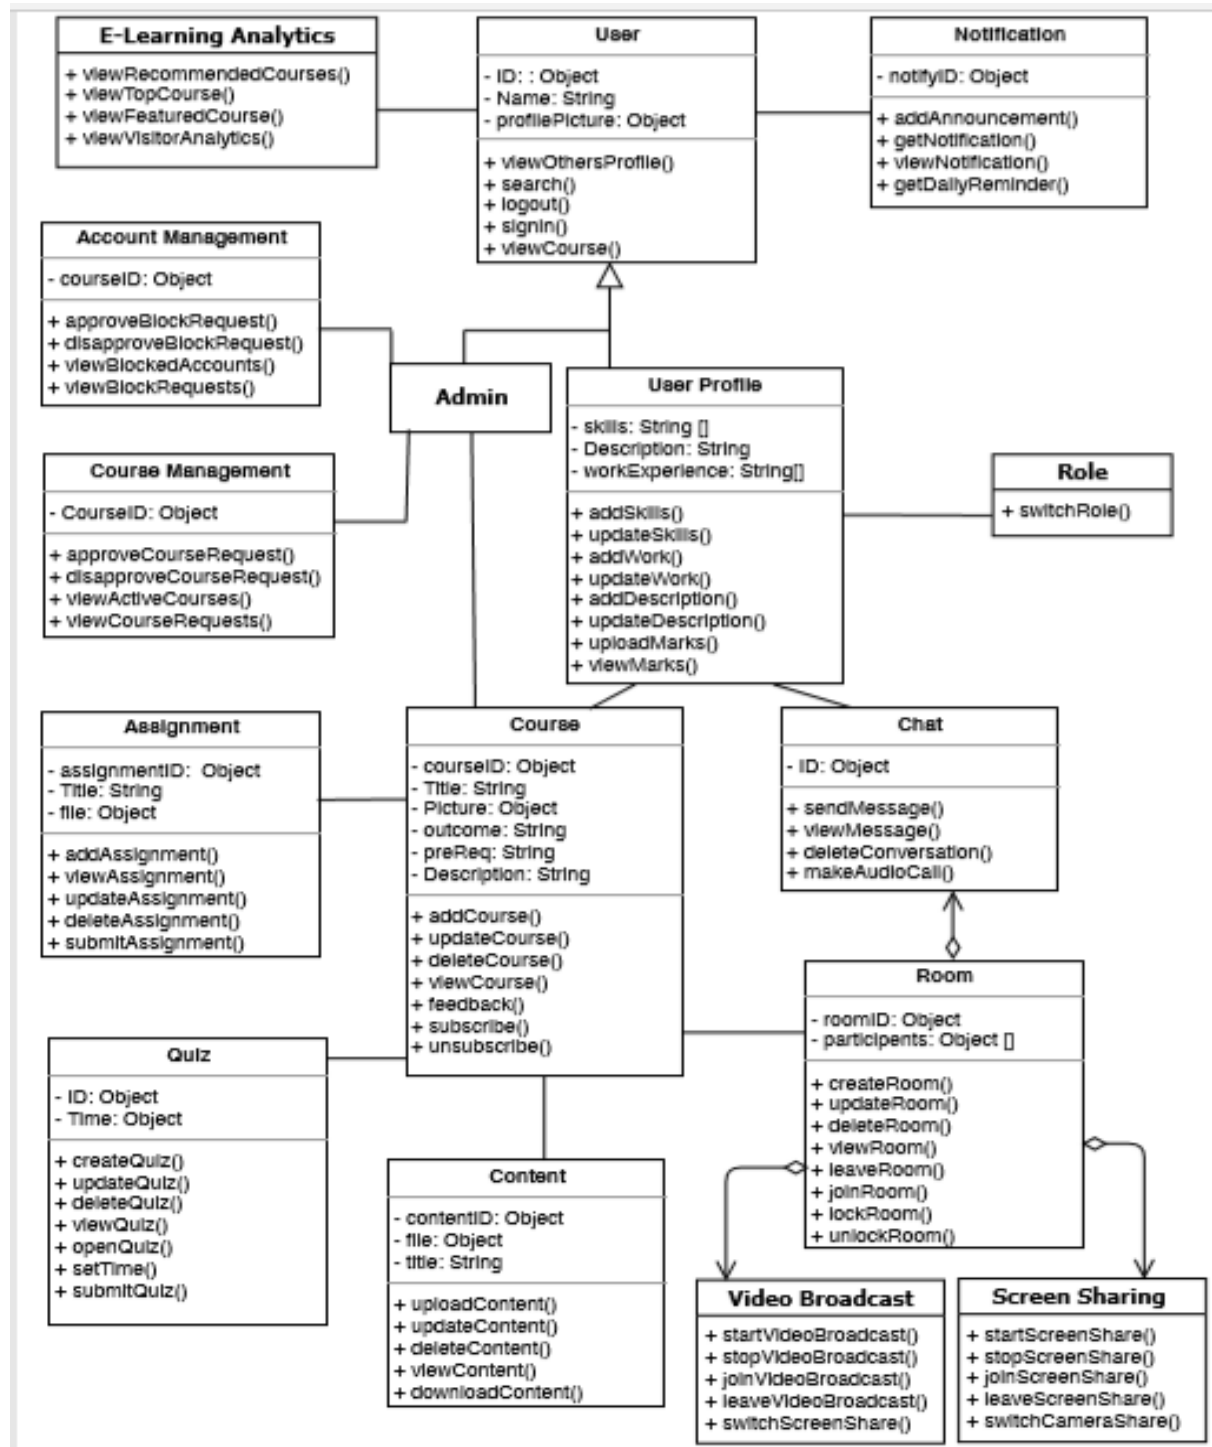 E-Learning Analytics
+ viewRecommendedCourses()
+ viewTopCourse()
+ viewFeaturedCourse()
+ viewVisitorAnalytics()
User
- ID: : Object
- Name: String
- profilePicture: Object
+ viewOthersProfile()
+ search()
+ logout()
+ signin()
+ viewCourse()
Notification
- notifyID: Object
+ addAnnouncement()
+ getNotification()
+ viewNotification()
+ getDailyReminder()
Account Management
- courseID: Object
+ approveBlockRequest()
+ disapproveBlockRequest()
+ viewBlockedAccounts()
+ viewBlockRequests()
Admin
User Profile
- skills: String []
- Description: String
- workExperience: String[]
+ addSkills()
+ updateSkills()
+ addWork()
+ updateWork()
+ addDescription()
+ updateDescription()
+ uploadMarks()
+ viewMarks()
Role
+ switchRole()
Course Management
- CourseID: Object
+ approveCourseRequest()
+ disapproveCourseRequest()
+ viewActiveCourses()
+ viewCourseRequests()
Assignment
- assignmentID: Object
- Title: String
- file: Object
+ addAssignment()
+ viewAssignment()
+ updateAssignment()
+ deleteAssignment()
+ submitAssignment()
Course
- courseID: Object
- Title: String
- Picture: Object
- outcome: String
- preReq: String
- Description: String
+ addCourse()
+ updateCourse()
+ deleteCourse()
+ viewCourse()
+ feedback()
+ subscribe()
+ unsubscribe()
Chat
- ID: Object
+ sendMessage()
+ viewMessage()
+ deleteConversation()
+ makeAudioCall()
Room
- roomID: Object
- participents: Object []
+ createRoom()
+ updateRoom()
+ deleteRoom()
+ viewRoom()
+ leaveRoom()
+ joinRoom()
+ lockRoom()
+ unlockRoom()
Quiz
- ID: Object
- Time: Object
+ createQuiz()
+ updateQuiz()
+ deleteQuiz()
+ viewQuiz()
+ openQuiz()
+ setTime()
+ submitQuiz()
Content
- contentID: Object
- file: Object
- title: String
+ uploadContent()
+ updateContent()
+ deleteContent()
+ viewContent()
+ downloadContent()
Video Broadcast
+ startVideoBroadcast()
+ stopVideoBroadcast()
+ joinVideoBroadcast()
+ leaveVideoBroadcast()
+ switchScreenShare()
Screen Sharing
+ startScreenShare()
+ stopScreenShare()
+ joinScreenShare()
+ leaveScreenShare()
+ switchCameraShare()